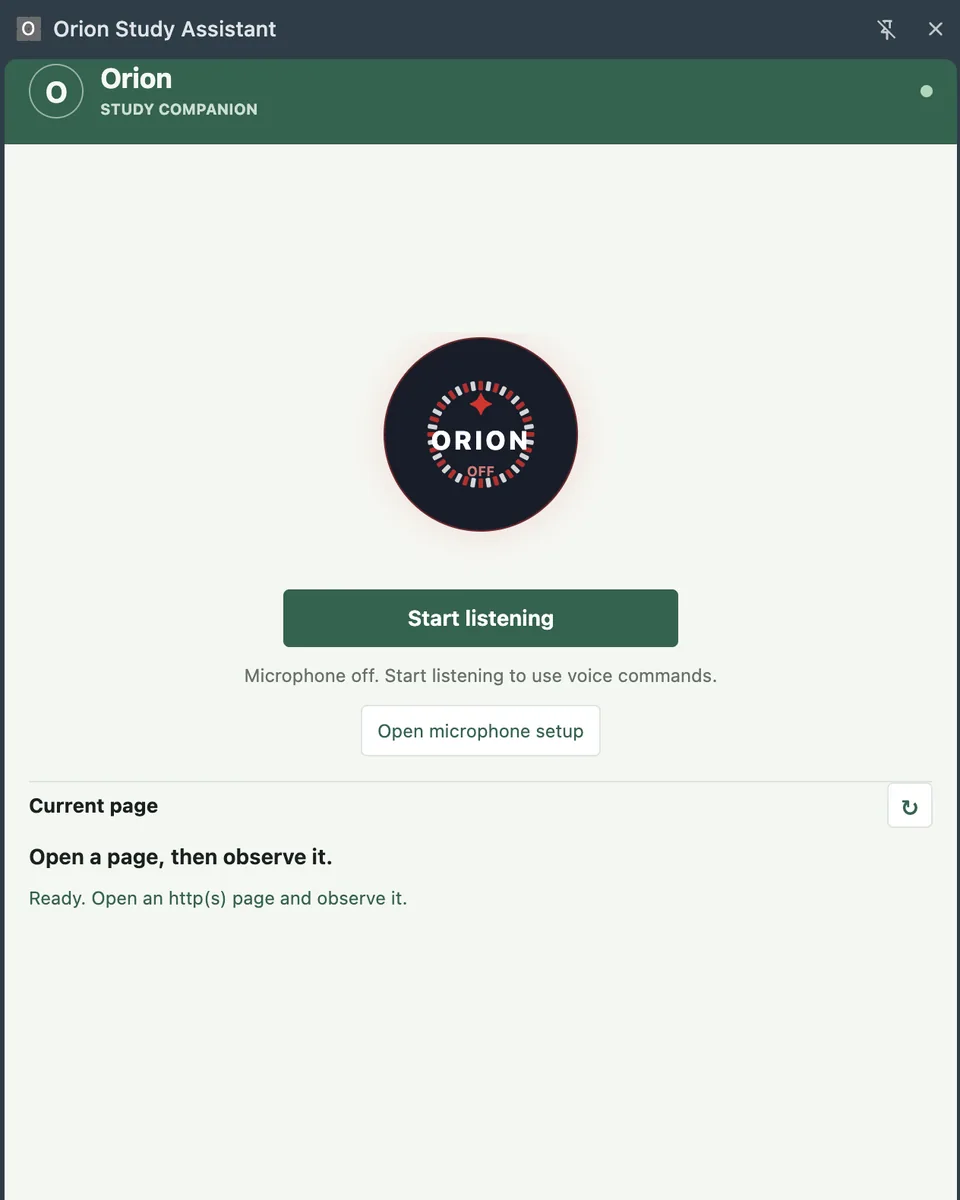 O Orion Study Assistant
O
Orion
STUDY COMPANION
ORION
OFF
Start listening
Microphone off. Start listening to use voice commands.
Open microphone setup
Current page
Open a page, then observe it.
Ready. Open an http(s) page and observe it.